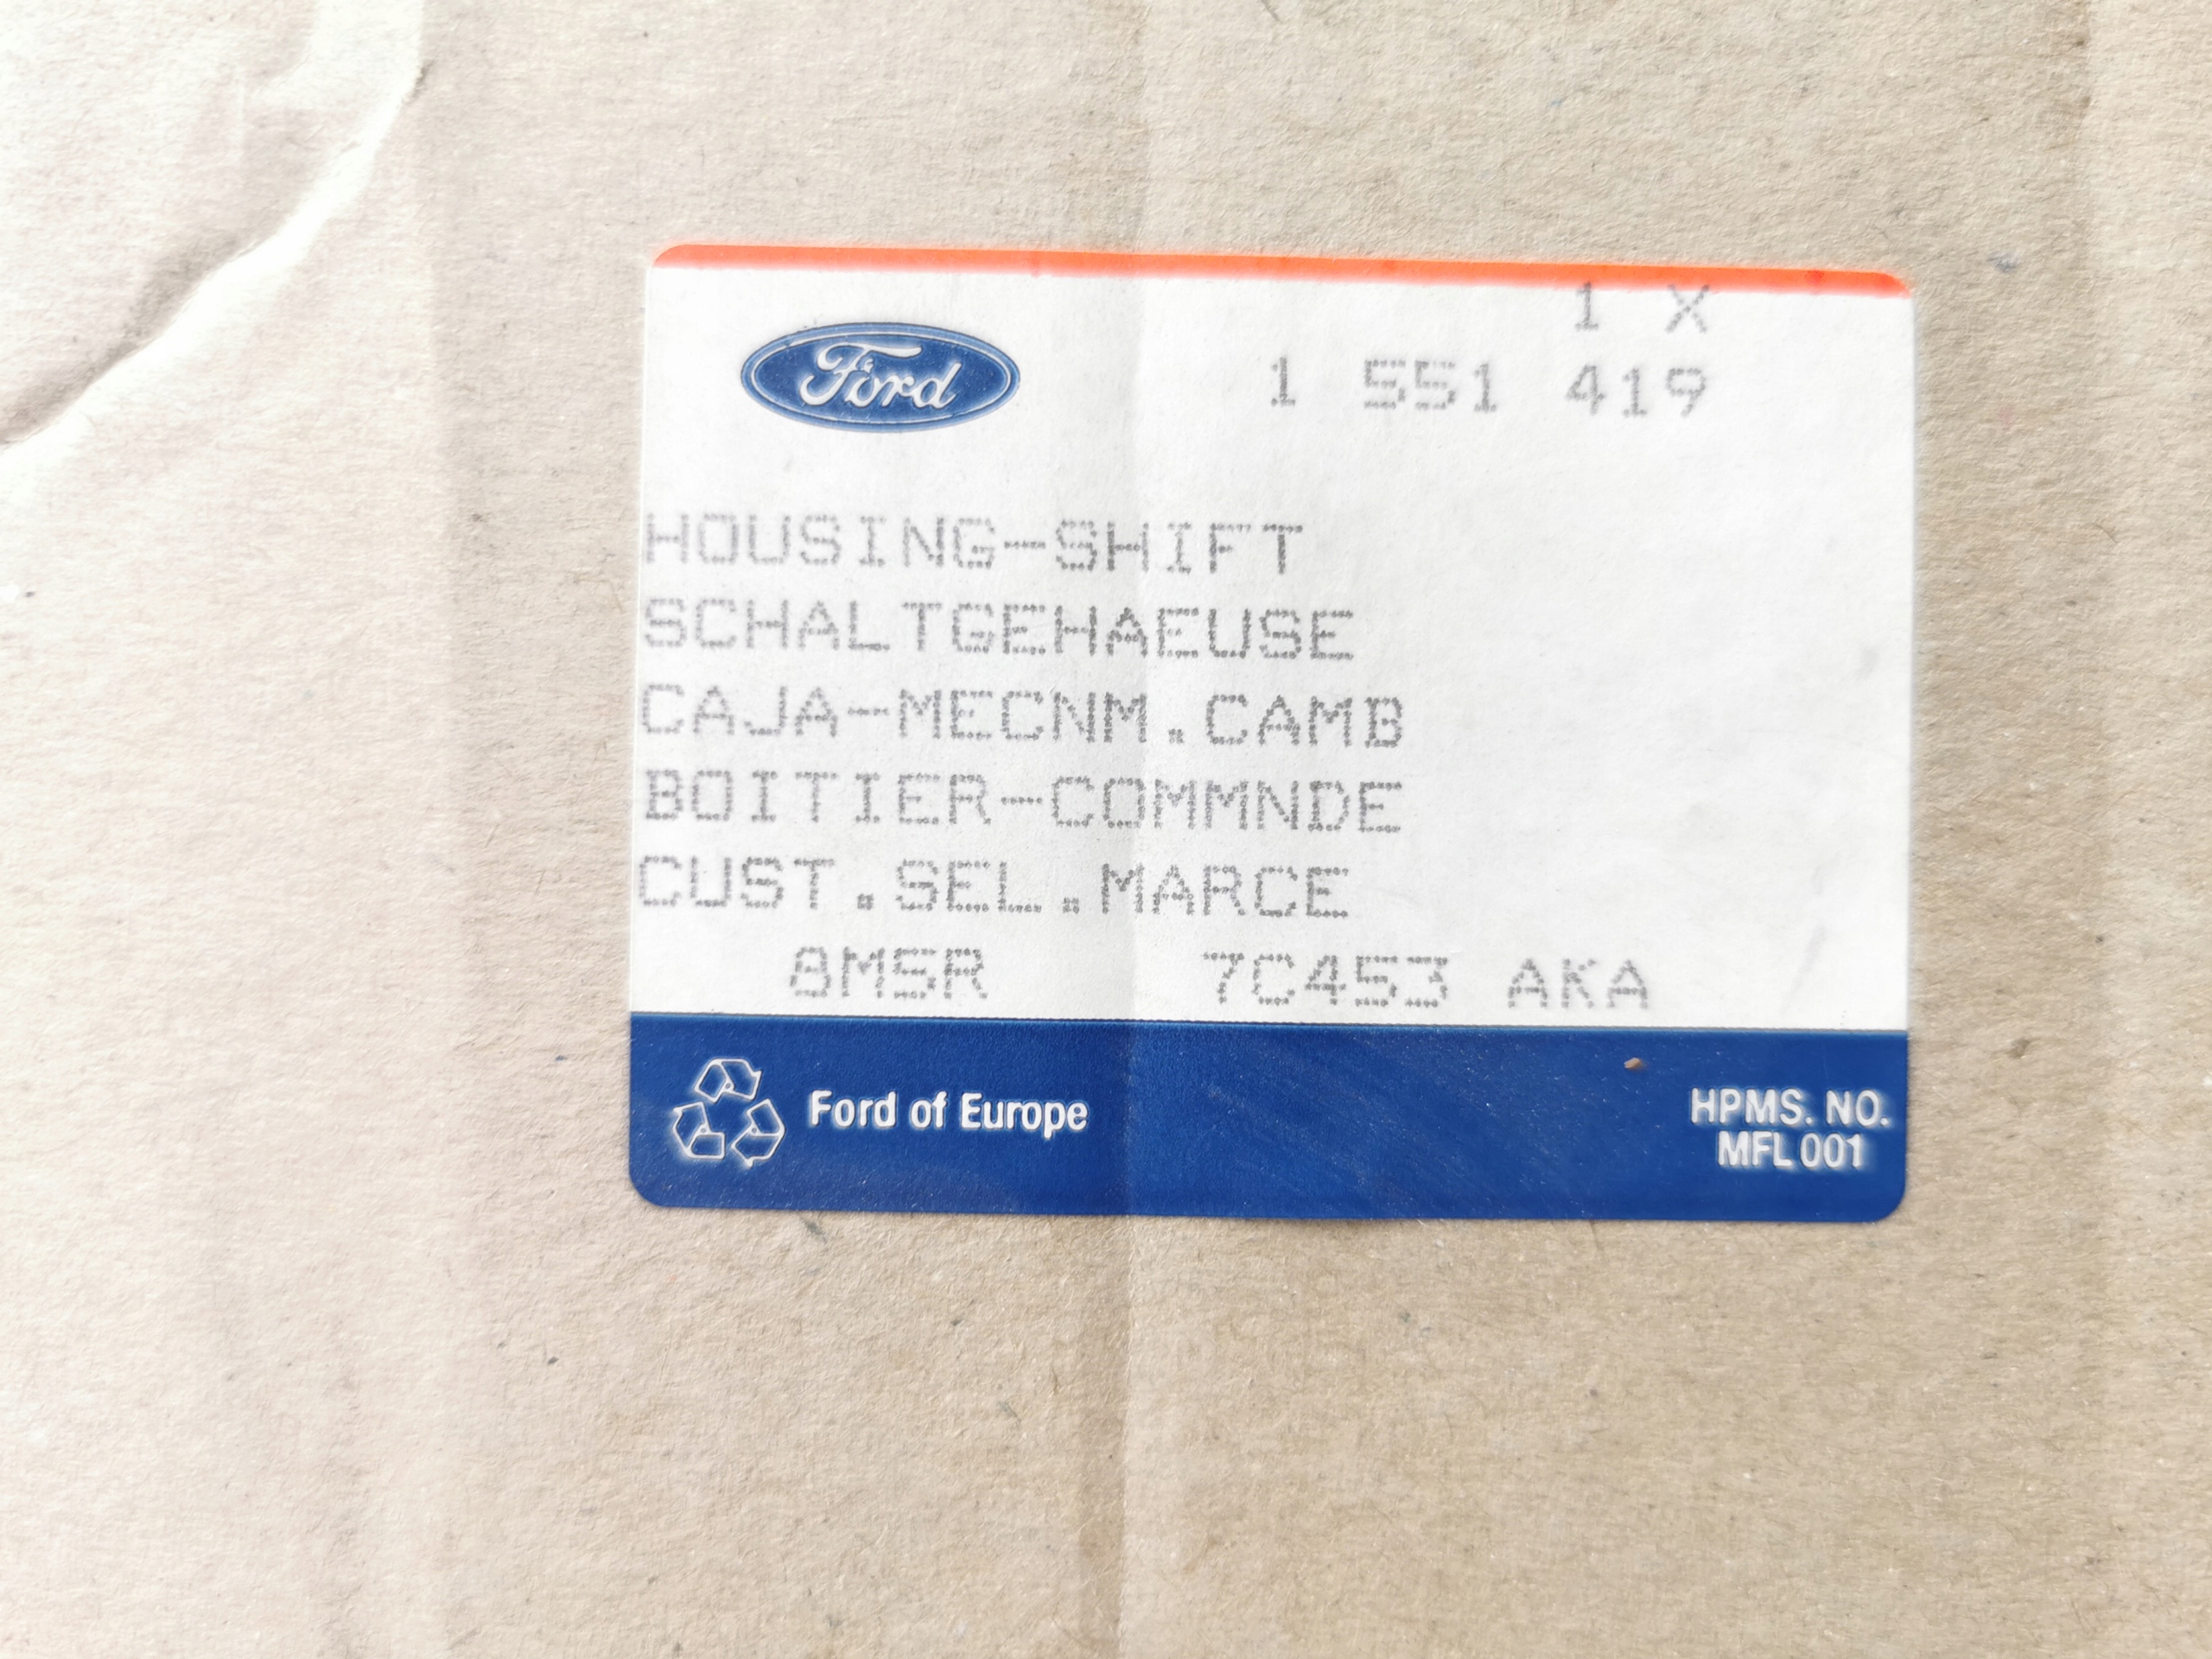 1 X
Ford
1 551 419
HOUSING-SHIFT
SCHALTGEHAEUSE
CAJA-MECNM.CAMB
BOITIER-COMMNDE
CUST.SEL.MARCE
8M5R 7C453 AKA
Ford of Europe
HPMS. NO.
MFL 001